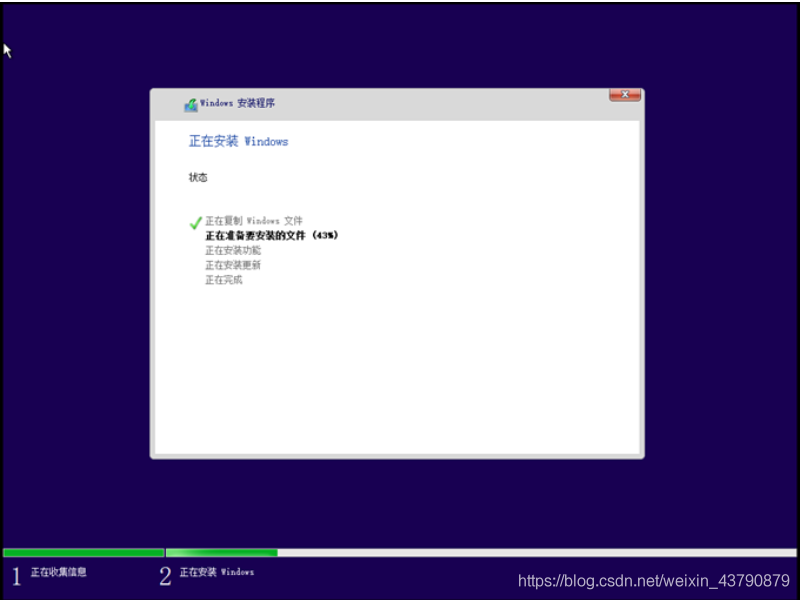 Windows 安装程序
正在安装 Windows
状态
正在复制 Windows 文件
正在准备要安装的文件 (43%)
正在安装功能
正在安装更新
正在完成
1 正在收集信息
2 正在安装 Windows
https://blog.csdn.net/weixin_43790879